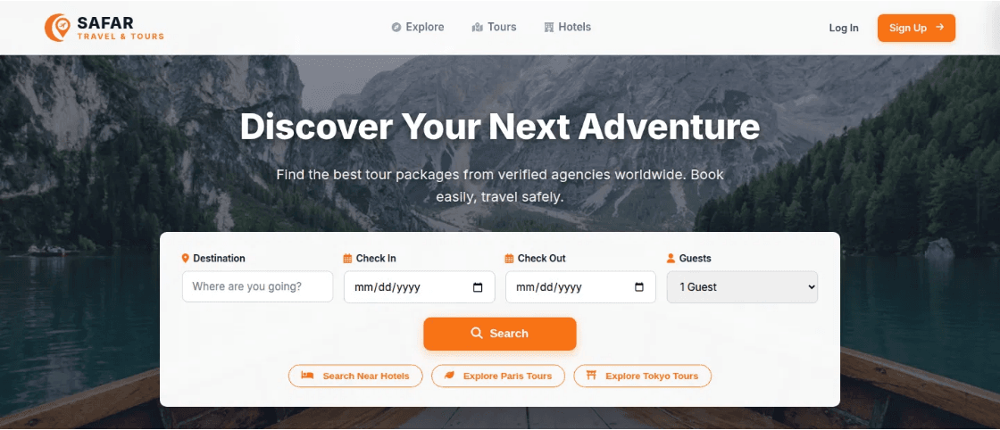 SAFAR
TRAVEL & TOURS
Explore
Tours
Hotels
Log In
Sign Up
Discover Your Next Adventure
Find the best tour packages from verified agencies worldwide. Book
easily, travel safely.
Destination
Check In
Check Out
Guests
Where are you going?
mm/dd/yyyy
mm/dd/yyyy
1 Guest
Search
Search Near Hotels
Explore Paris Tours
Explore Tokyo Tours